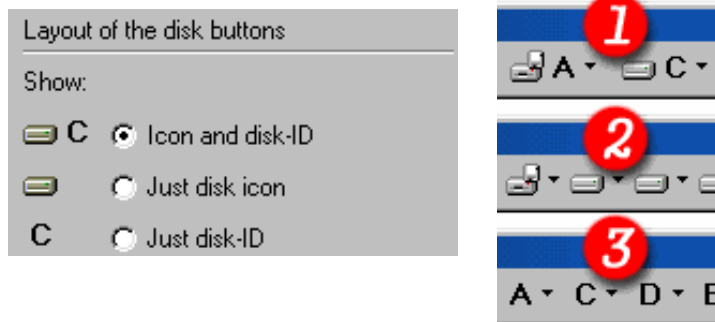 Layout of the disk buttons
Show:
C Icon and disk-ID
Just disk icon
C Just disk-ID
1
A C
2
3
A C D E